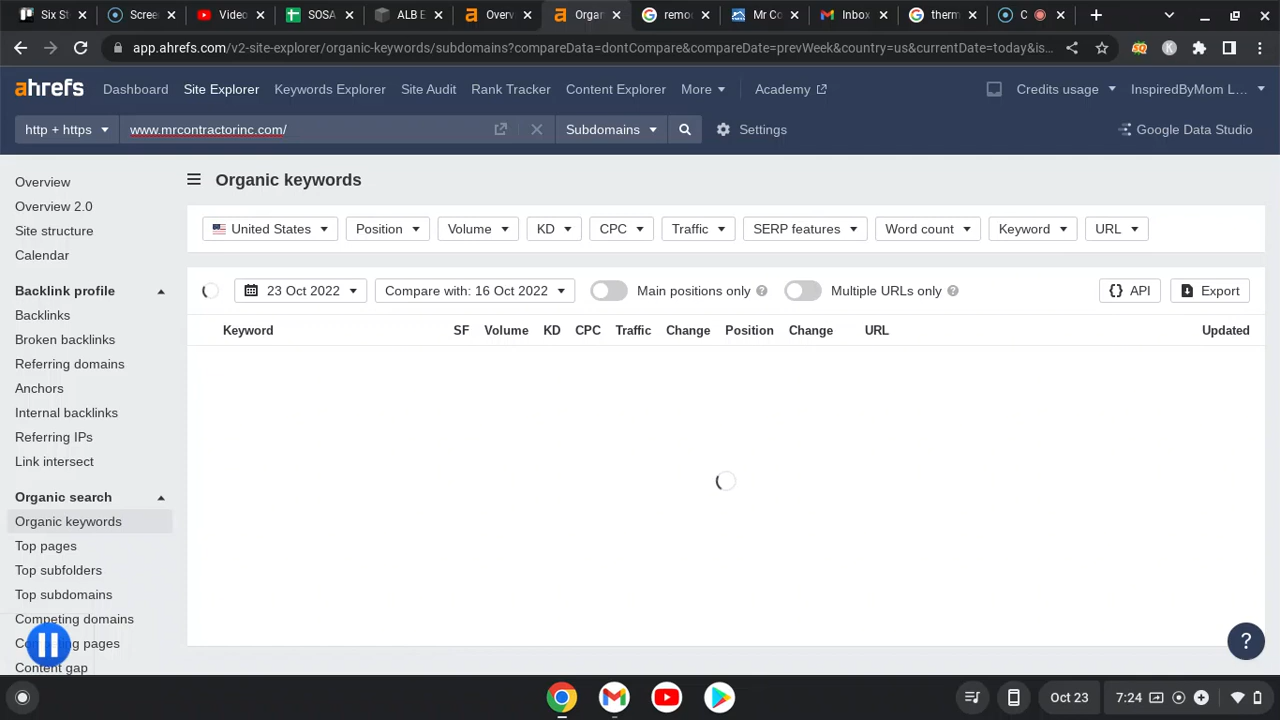 Six St
Scree
Video
SOSA
ALB E
Overv
Organ
remoc
Mr Co
Inbox
therm
C
app.ahrefs.com/v2-site-explorer/organic-keywords/subdomains?compareData=dontCompare&compareDate=prevWeek&country=us&currentDate=today&is...
SQ K
ahrefs Dashboard Site Explorer Keywords Explorer Site Audit Rank Tracker Content Explorer More Academy Credits usage InspiredByMom L...
http + https www.mrcontractorinc.com/ Subdomains Settings Google Data Studio
Overview
Overview 2.0
Site structure
Calendar
Backlink profile
Backlinks
Broken backlinks
Referring domains
Anchors
Internal backlinks
Referring IPs
Link intersect
Organic search
Organic keywords
Top pages
Top subfolders
Top subdomains
Competing domains
Content gap
Organic keywords
United States Position Volume KD CPC Traffic SERP features Word count Keyword URL
23 Oct 2022 Compare with: 16 Oct 2022 Main positions only ? Multiple URLs only ? {} API Export
Keyword SF Volume KD CPC Traffic Change Position Change URL Updated
?
Oct 23 7:24